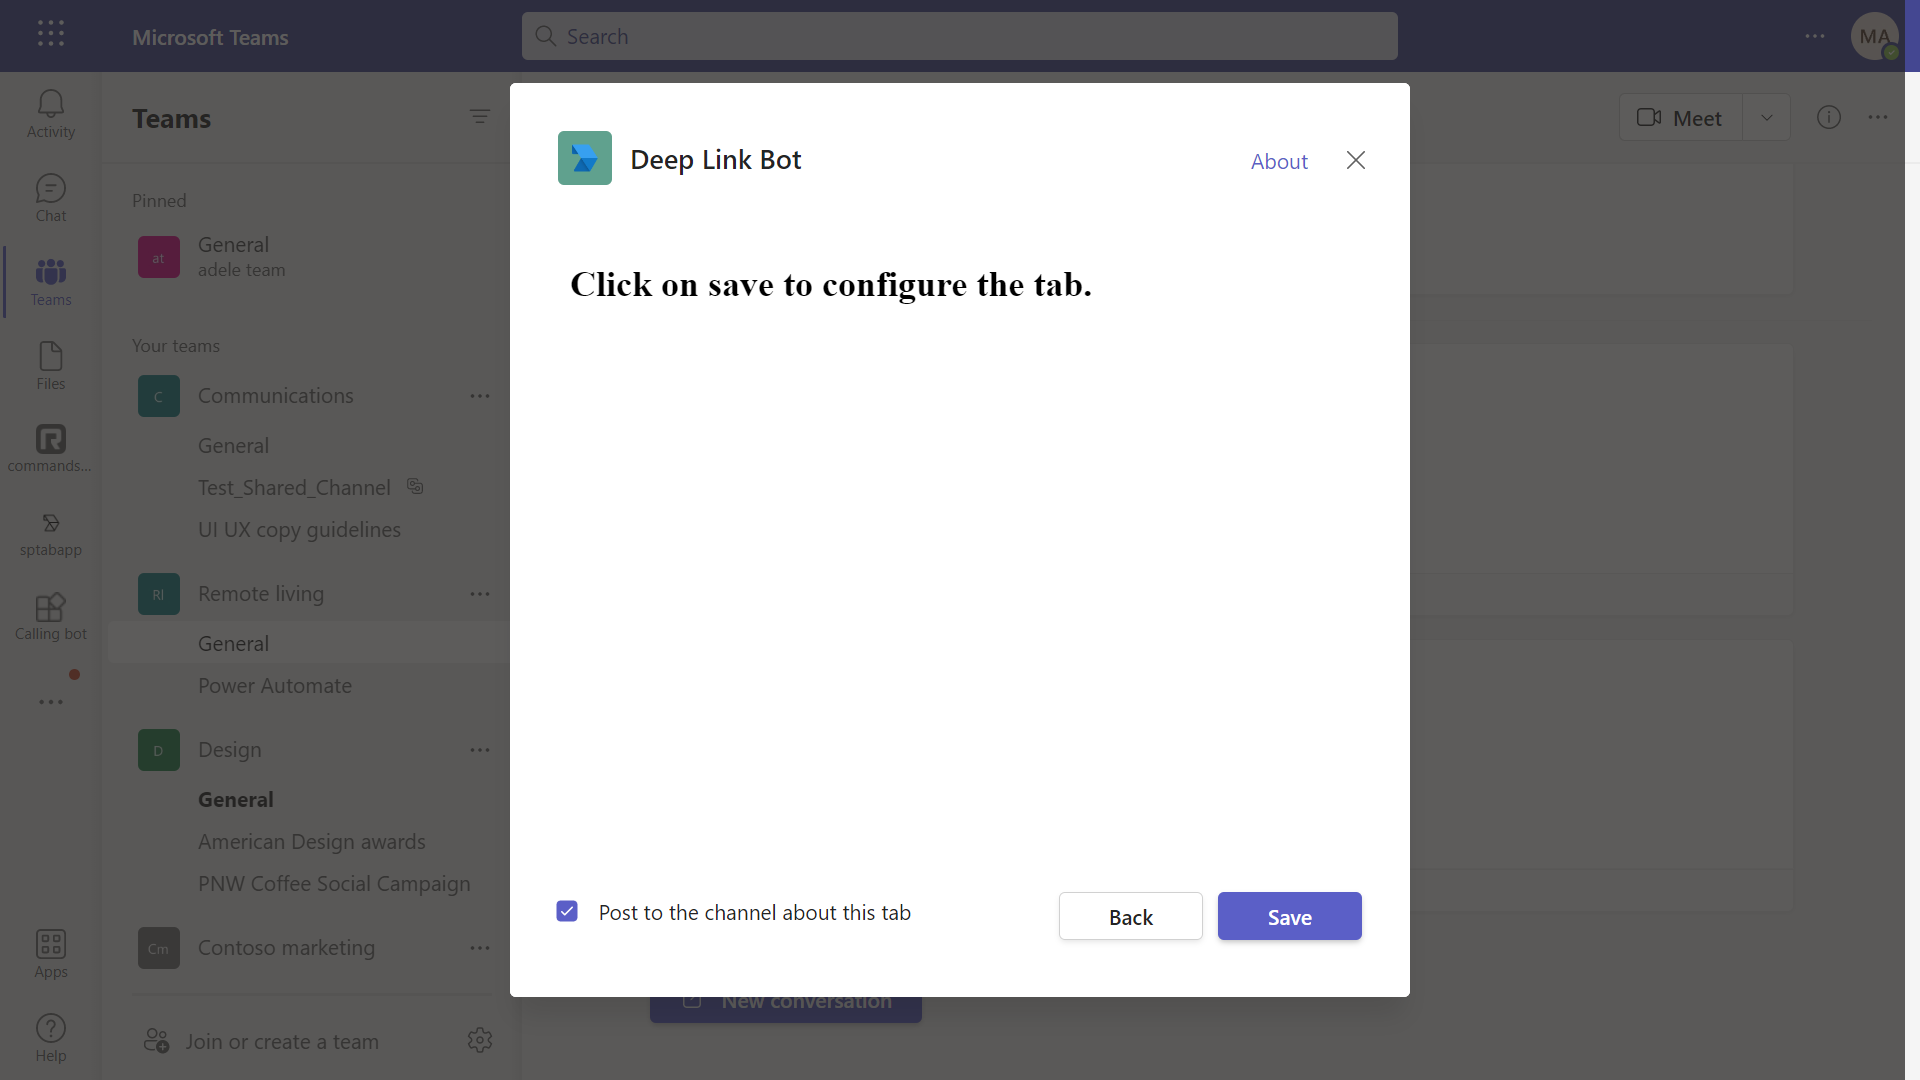 Microsoft Teams
Search
MA
Activity
Chat
Teams
Files
commands...
sptabapp
Calling bot
Apps
Help
Teams
Pinned
at
General
adele team
Your teams
C
Communications
General
Test_Shared_Channel
UI UX copy guidelines
RI
Remote living
General
Power Automate
D
Design
General
American Design awards
PNW Coffee Social Campaign
Cm
Contoso marketing
Join or create a team
Meet
Deep Link Bot
About
Click on save to configure the tab.
Post to the channel about this tab
Back
Save
New conversation